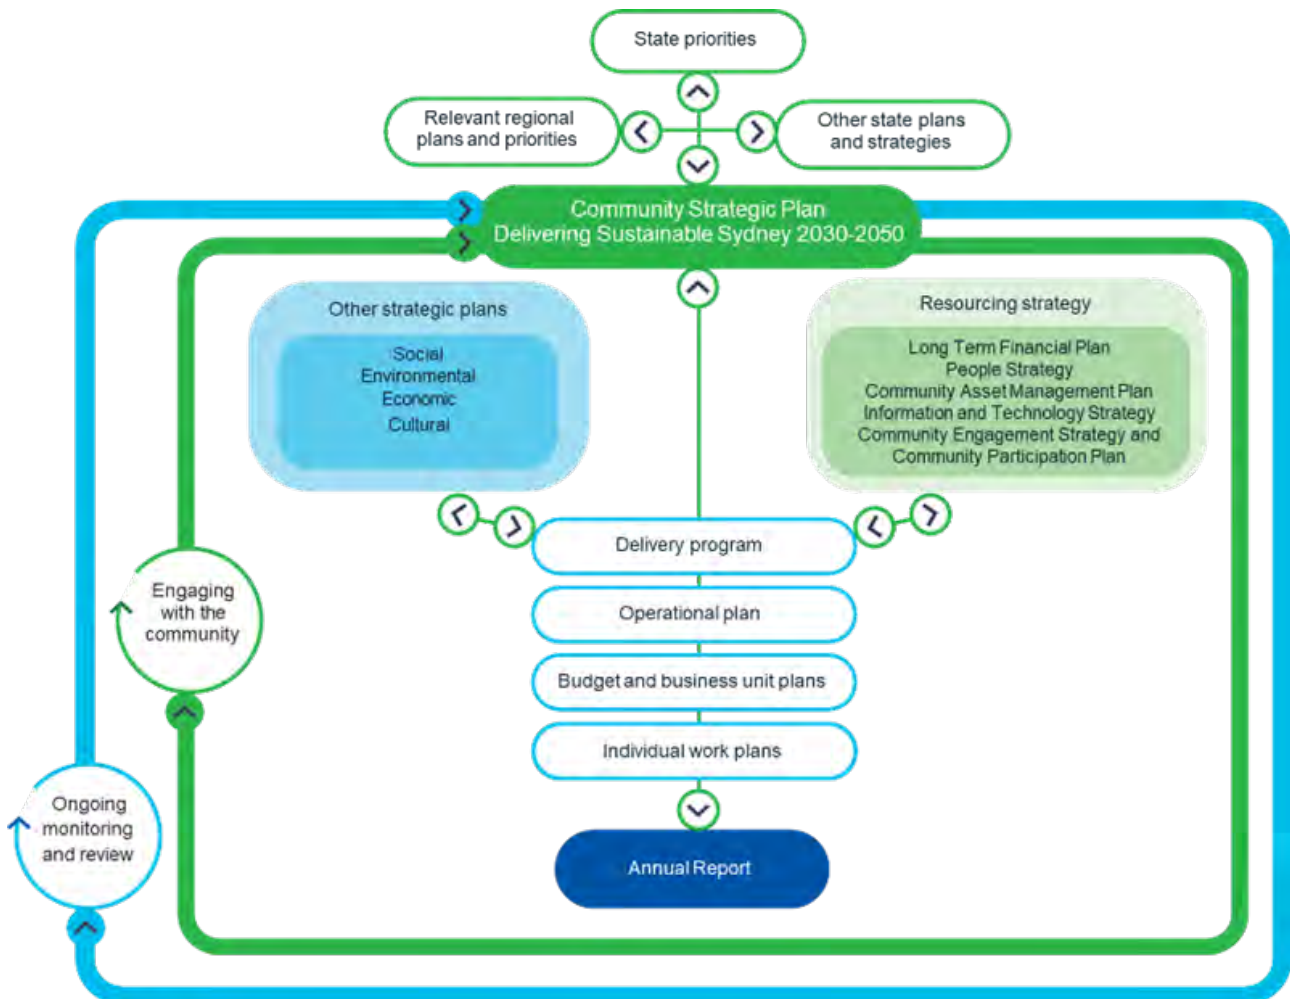 State priorities
Relevant regional
plans and priorities
Other state plans
and strategies
Community Strategic Plan
Delivering Sustainable Sydney 2030-2050
Other strategic plans
Social
Environmental
Economic
Cultural
Resourcing strategy
Long Term Financial Plan
People Strategy
Community Asset Management Plan
Information and Technology Strategy
Community Engagement Strategy and
Community Participation Plan
Delivery program
Operational plan
Budget and business unit plans
Individual work plans
Annual Report
Engaging
with the
community
Ongoing
monitoring
and review